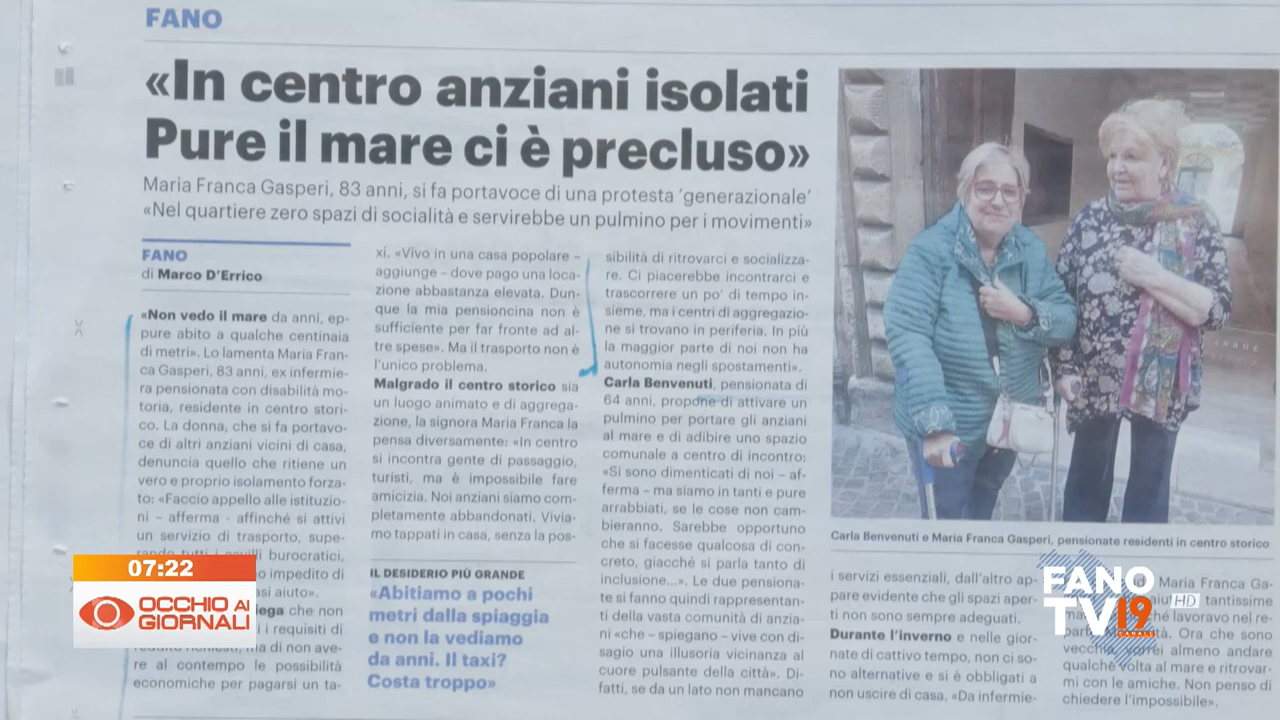 FANO
«In centro anziani isolati
Pure il mare ci è precluso»
Maria Franca Gasperi, 83 anni, si fa portavoce di una protesta ‘generazionale’
«Nel quartiere zero spazi di socialità e servirebbe un pulmino per i movimenti»
FANO
di Marco D’Errico
«Non vedo il mare da anni, ep-
pure abito a qualche centinaia
di metri». Lo lamenta Maria Fran-
ca Gasperi, 83 anni, ex infermie-
ra pensionata con disabilità mo-
toria, residente in centro stori-
co. La donna, che si fa portavo-
ce di altri anziani vicini di casa,
denuncia quello che ritiene un
vero e proprio isolamento forza-
to: «Faccio appello alle istituzio-
ni – afferma - affinché si attivi
un servizio di trasporto, supe-
rando tutti i cavilli burocratici,
impedito di
aiuto».
che non
i requisiti di
ma di non ave-
re al contempo le possibilità
economiche per pagarsi un ta-
xi. «Vivo in una casa popolare –
aggiunge – dove pago una loca-
zione abbastanza elevata. Dun-
que la mia pensioncina non è
sufficiente per far fronte ad al-
tre spese». Ma il trasporto non è
l’unico problema.
Malgrado il centro storico sia
un luogo animato e di aggrega-
zione, la signora Maria Franca la
pensa diversamente: «In centro
si incontra gente di passaggio,
turisti, ma è impossibile fare
amicizia. Noi anziani siamo com-
pletamente abbandonati. Vivia-
mo tappati in casa, senza la pos-
IL DESIDERIO PIÙ GRANDE
«Abitiamo a pochi
metri dalla spiaggia
e non la vediamo
da anni. Il taxi?
Costa troppo»
sibilità di ritrovarci e socializza-
re. Ci piacerebbe incontrarci e
trascorrere un po’ di tempo in-
sieme, ma i centri di aggregazio-
ne si trovano in periferia. In più
la maggior parte di noi non ha
autonomia negli spostamenti».
Carla Benvenuti, pensionata di
64 anni, propone di attivare un
pulmino per portare gli anziani
al mare e di adibire uno spazio
comunale a centro di incontro:
«Si sono dimenticati di noi – af-
ferma – ma siamo in tanti e pure
arrabbiati, se le cose non cam-
bieranno. Sarebbe opportuno
che si facesse qualcosa di con-
creto, giacché si parla tanto di
inclusione...». Le due pensiona-
te si fanno quindi rappresentan-
ti della vasta comunità di anzia-
ni «che – spiegano – vive con di-
sagio una illusoria vicinanza al
cuore pulsante della città». Di-
fatti, se da un lato non mancano
Carla Benvenuti e Maria Franca Gasperi, pensionate residenti in centro storico
i servizi essenziali, dall’altro ap-
pare evidente che gli spazi aper-
ti non sono sempre adeguati.
Durante l’inverno e nelle gior-
nate di cattivo tempo, non ci so-
no alternative e si è obbligati a
non uscire di casa. «Da infermie-
Maria Franca Ga-
tantissime
lavoravo nel re-
Ora che sono
almeno andare
qualche volta al mare e ritrovar-
mi con le amiche. Non penso di
chiedere l’impossibile».
07:22
OCCHIO AI
GIORNALI
FANO
TV 19
CANALE
HD